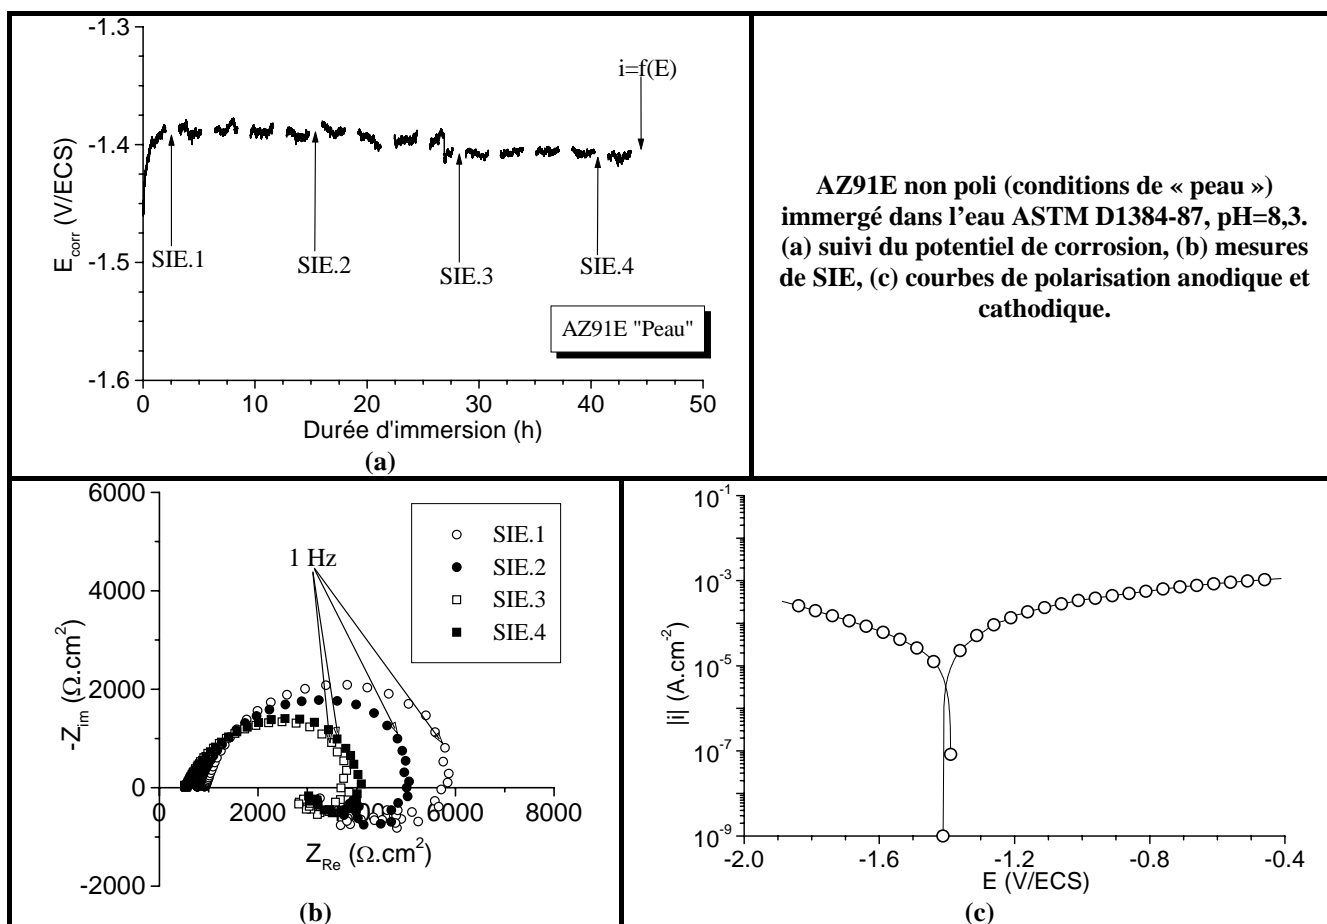 -1.3
-1.4
-1.5
-1.6
E_corr (V/ECS)
i=f(E)
SIE.1
SIE.2
SIE.3
SIE.4
AZ91E "Peau"
0 10 20 30 40 50
Durée d'immersion (h)
(a)
AZ91E non poli (conditions de « peau »)
immergé dans l'eau ASTM D1384-87, pH=8,3.
(a) suivi du potentiel de corrosion, (b) mesures
de SIE, (c) courbes de polarisation anodique et
cathodique.
6000
4000
2000
0
-2000
-Z_im (Ω.cm²)
1 Hz
SIE.1
SIE.2
SIE.3
SIE.4
0 2000 4000 6000 8000
Z_Re (Ω.cm²)
(b)
10⁻¹
10⁻³
10⁻⁵
10⁻⁷
10⁻⁹
|i| (A.cm⁻²)
-2.0 -1.6 -1.2 -0.8 -0.4
E (V/ECS)
(c)